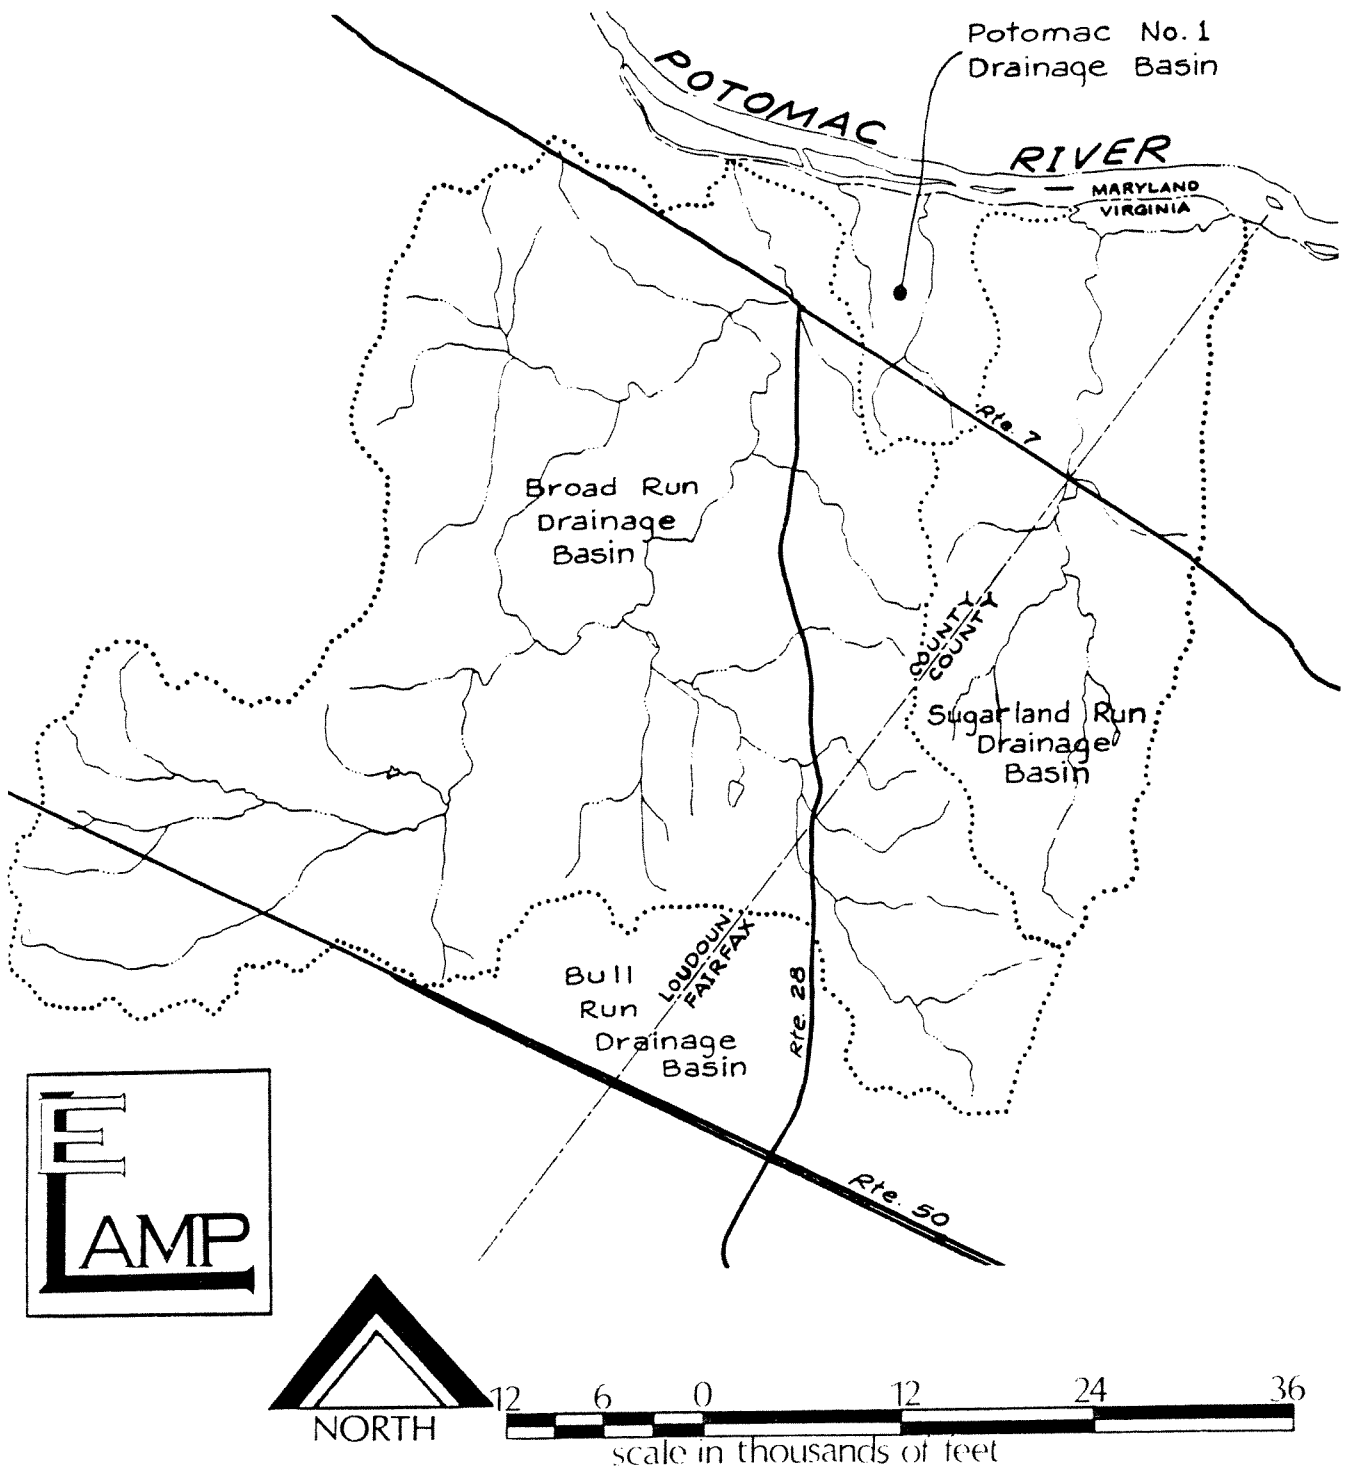 Potomac No. 1
Drainage Basin
POTOMAC
RIVER
MARYLAND
VIRGINIA
Rte. 7
Broad Run
Drainage
Basin
COUNTY
COUNTY
Sugarland Run
Drainage
Basin
LOUDOUN
FAIRFAX
Bull
Run
Drainage
Basin
Rte. 28
Rte. 50
E
LAMP
NORTH
12 6 0 12 24 36
scale in thousands of feet